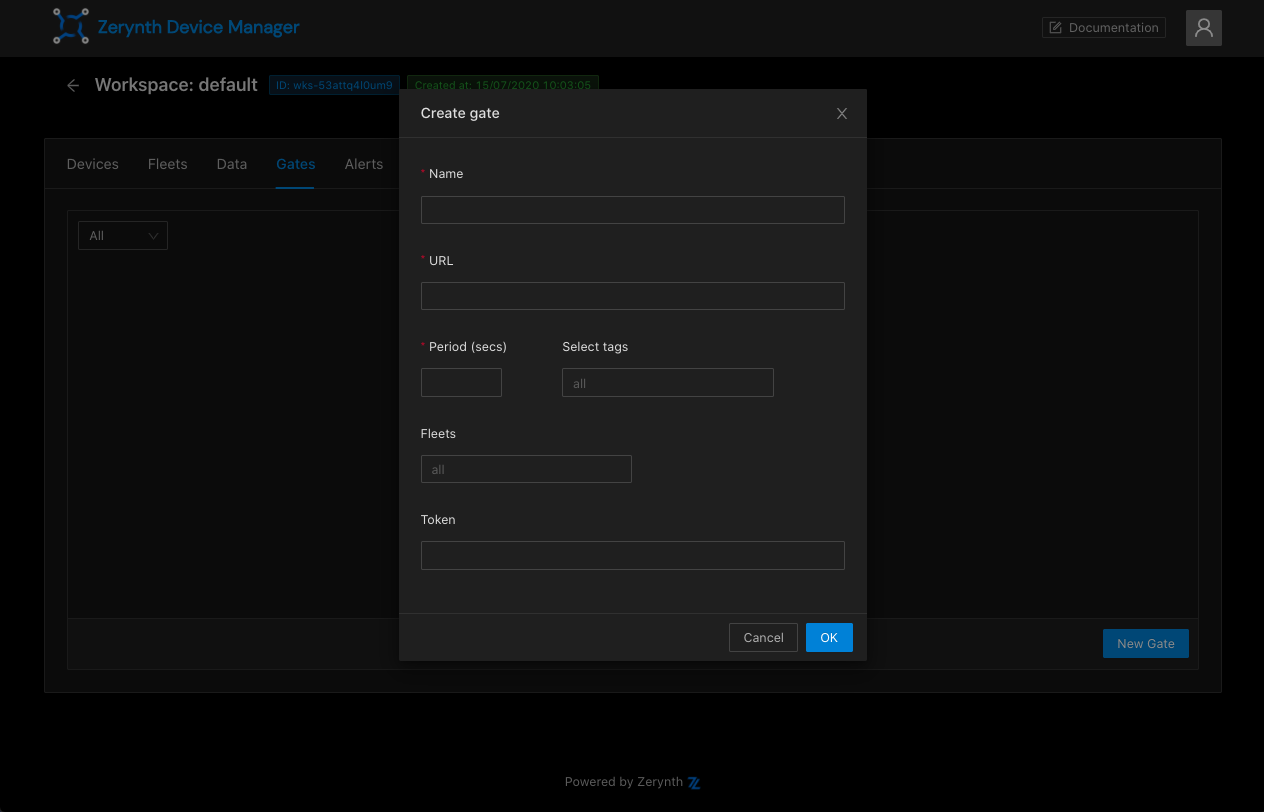 Zerynth Device Manager
Documentation
Workspace: default
ID: wks-53attq4l0um9
Created at: 15/07/2020 10:03:05
Create gate
Devices
Fleets
Data
Gates
Alerts
* Name
All
* URL
* Period (secs)
Select tags
all
Fleets
all
Token
Cancel
OK
New Gate
Powered by Zerynth